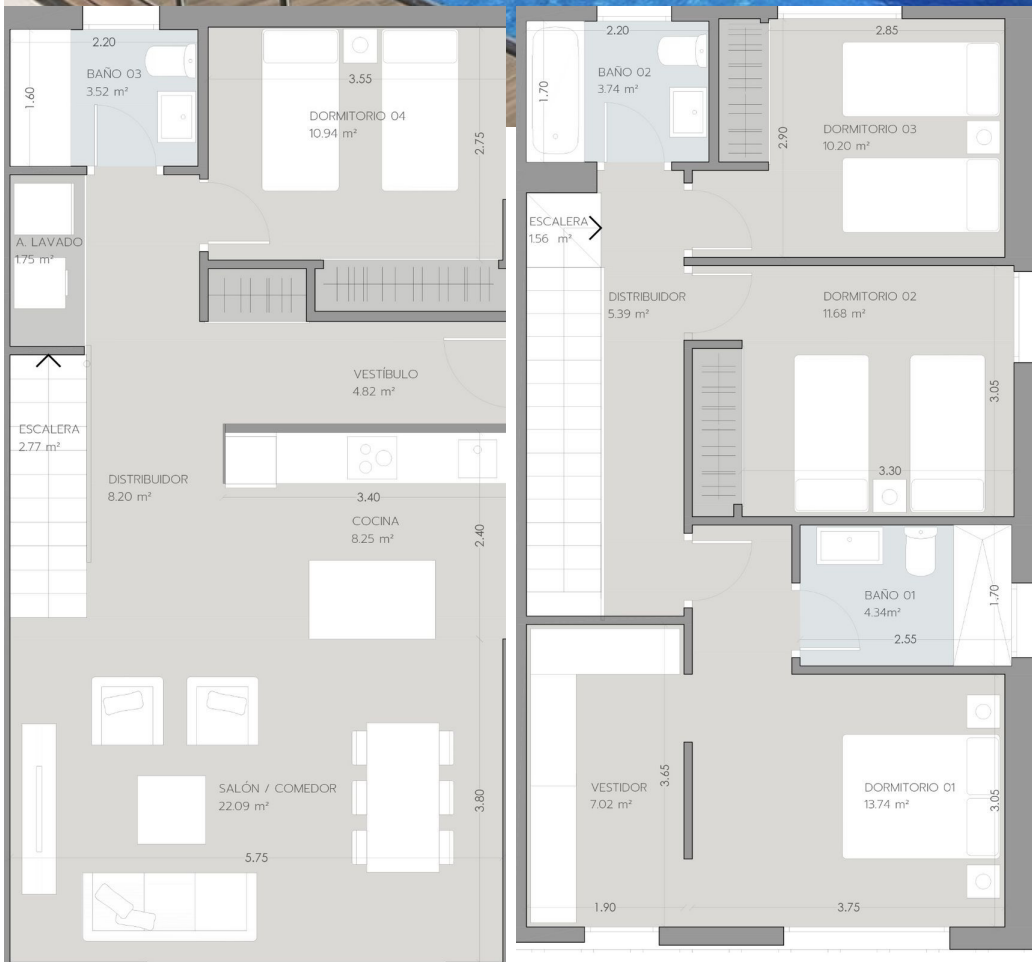 2.20
BAÑO 03
3.52 m²
1.60
3.55
DORMITORIO 04
10.94 m²
2.75
A. LAVADO
1.75 m²
VESTÍBULO
4.82 m²
ESCALERA
2.77 m²
DISTRIBUIDOR
8.20 m²
3.40
COCINA
8.25 m²
2.40
SALÓN / COMEDOR
22.09 m²
3.80
5.75
2.20
BAÑO 02
3.74 m²
1.70
2.85
DORMITORIO 03
10.20 m²
2.90
ESCALERA
1.56 m²
DISTRIBUIDOR
5.39 m²
DORMITORIO 02
11.68 m²
3.05
3.30
BAÑO 01
4.34m²
1.70
2.55
VESTIDOR
7.02 m²
3.65
DORMITORIO 01
13.74 m²
3.05
1.90
3.75